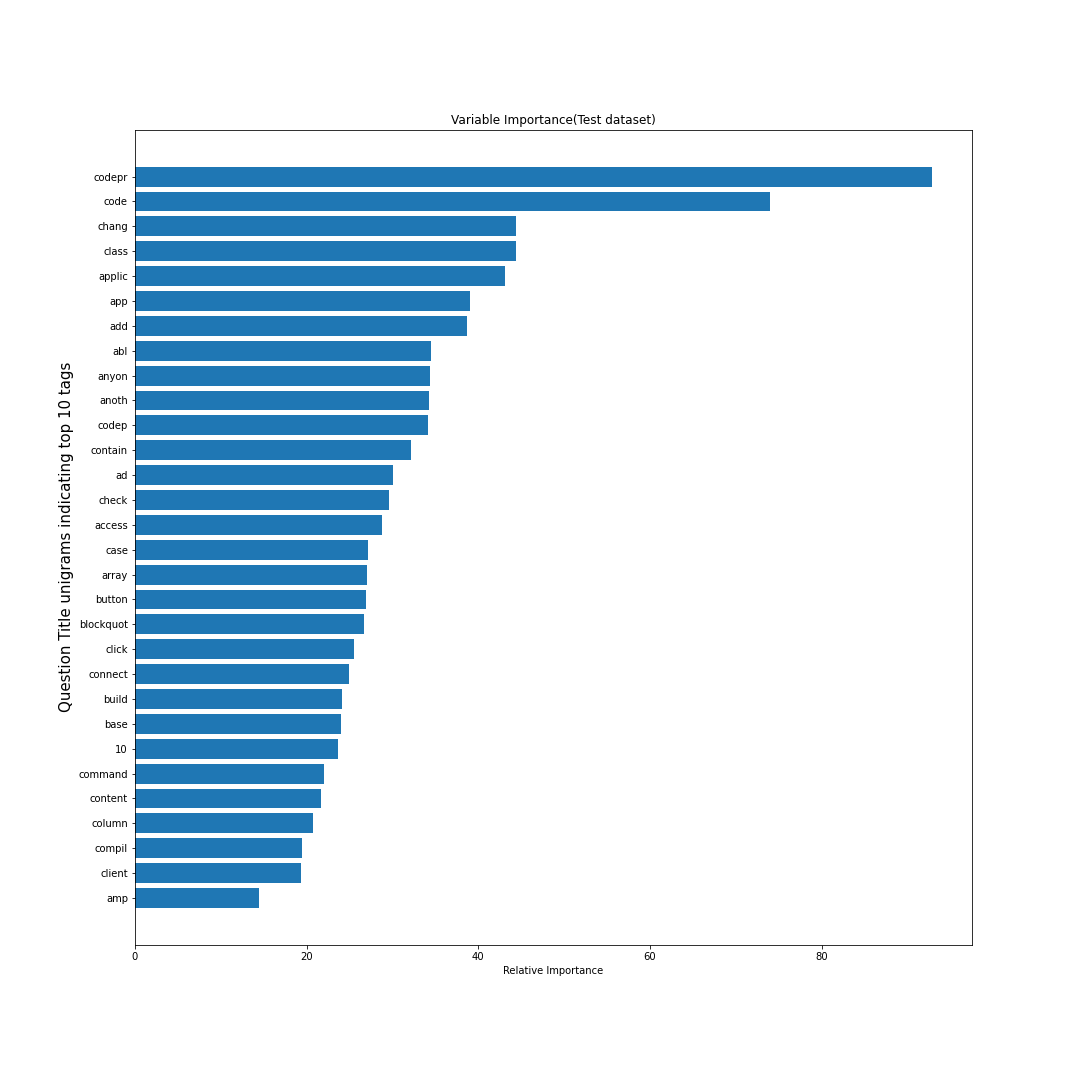 Variable Importance(Test dataset)
Question Title unigrams indicating top 10 tags
codepr
code
chang
class
applic
app
add
abl
anyon
anoth
codep
contain
ad
check
access
case
array
button
blockquot
click
connect
build
base
10
command
content
column
compil
client
amp
0 20 40 60 80
Relative Importance